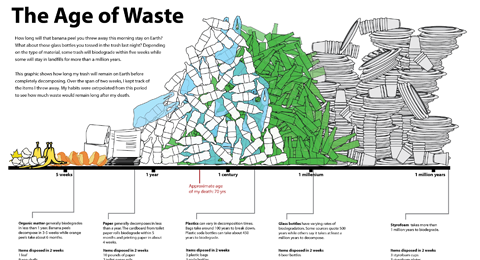 The Age of Waste
How long will that banana peel you threw away this morning stay on Earth?
What about those glass bottles you tossed in the trash last night? Depending
on the type of material, some trash will biodegrade within five weeks while
some will stay in landfills for more than a million years.
This graphic shows how long my trash will remain on Earth before
completely decomposing. Over the span of two weeks, I kept track of
the items I threw away. My habits were extrapolated from this period
to see how much waste would remain long after my death.
5 weeks
1 year
1 century
1 millennium
1 million years
Approximate age
of my death: 70 yrs
Organic matter generally biodegrades
in less than 1 year. Banana peels
decompose in 3-5 weeks while orange
peels take about 6 months.
Items disposed in 2 weeks
Paper generally decomposes in less
than a year. The cardboard from toilet
paper rolls biodegrade within 5
months and printing paper in about
6 weeks.
Items disposed in 2 weeks
10 pounds of paper
Plastics can vary in decomposition times.
Bags take around 100 years to break down.
Plastic soda bottles can take about 450
years to biodegrade.
Items disposed in 2 weeks
3 plastic bags
Glass bottles have varying rates of
biodegradation. Some sources quote 500
years while others say it takes at least a
million years to decompose.
Items disposed in 2 weeks
6 beer bottles
Styrofoam takes more than
1 million years to biodegrade.
Items disposed in 2 weeks
3 styrofoam cups